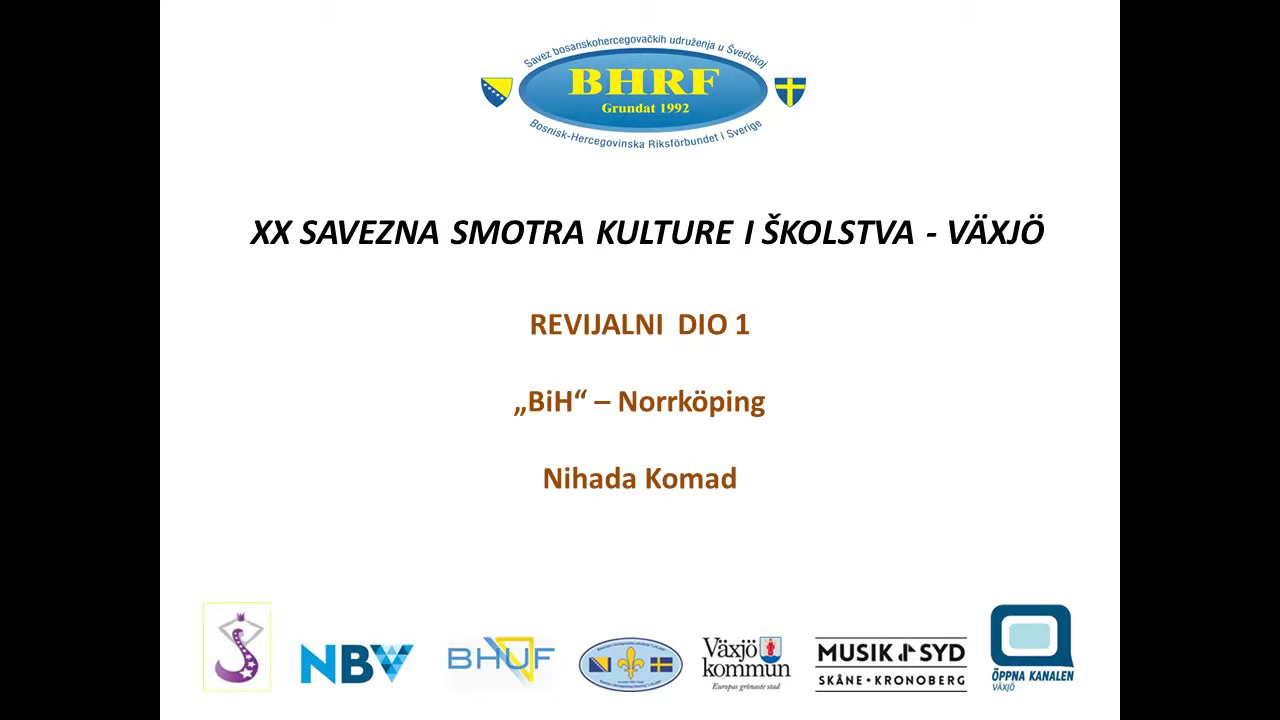 Savez bosanskohercegovačkih udruženja u Švedskoj
BHRF
Grundat 1992
Bosnisk-Hercegovinska Riksförbundet i Sverige
XX SAVEZNA SMOTRA KULTURE I ŠKOLSTVA - VÄXJÖ
REVIJALNI DIO 1
„BiH“ – Norrköping
Nihada Komad
NBV
BHUF
Växjö
kommun
Europas grönaste stad
MUSIK SYD
SKÅNE • KRONOBERG
ÖPPNA KANALEN
VÄXJÖ